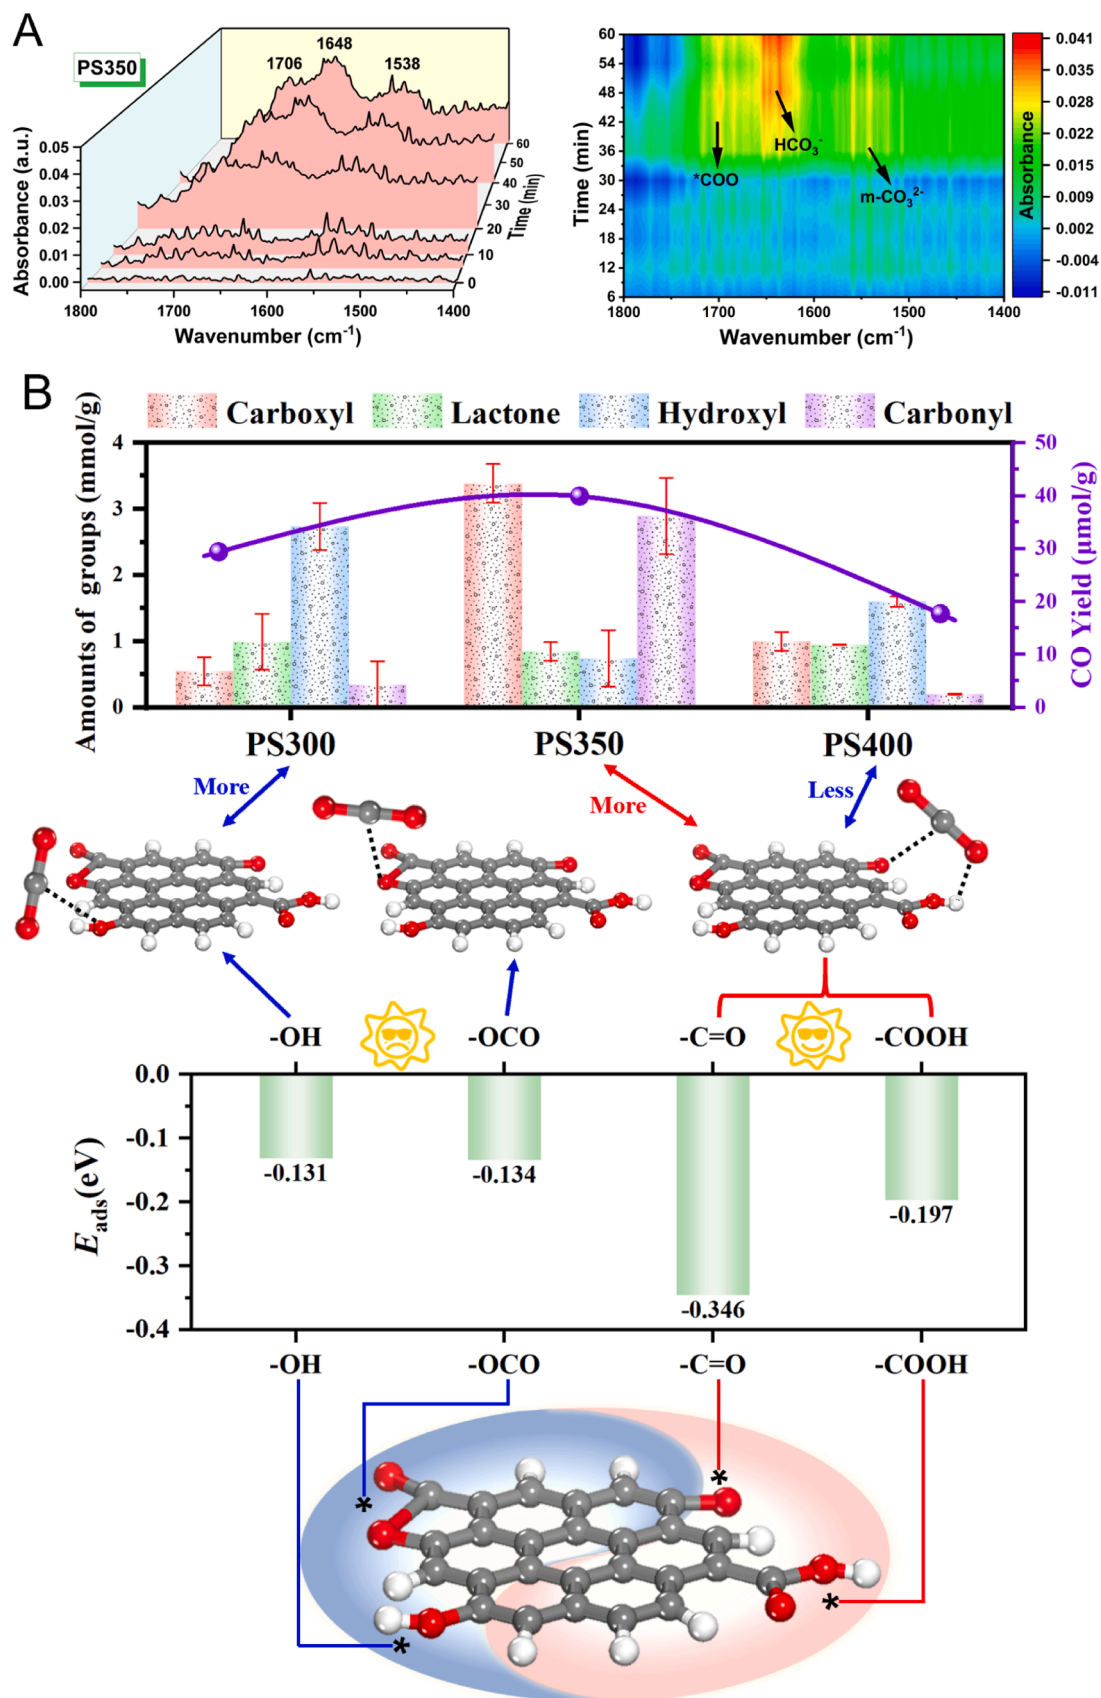 A
PS350
1706
1648
1538
Absorbance (a.u.)
0.05
0.04
0.03
0.02
0.01
0.00
60
50
40
30
20
10
0
Time (min)
1800 1700 1600 1500 1400
Wavenumber (cm⁻¹)
Time (min)
60
54
48
42
36
30
24
18
12
6
*COO
HCO₃⁻
m-CO₃²⁻
1800 1700 1600 1500 1400
Wavenumber (cm⁻¹)
Absorbance
0.041
0.035
0.028
0.022
0.015
0.009
0.002
-0.004
-0.011
B
Carboxyl Lactone Hydroxyl Carbonyl
Amounts of groups (mmol/g)
4
3
2
1
0
50
40
30
20
10
0
CO Yield (μmol/g)
PS300 PS350 PS400
More
More
Less
-OH -OCO -C=O -COOH
Eads(eV)
0.0
-0.1
-0.2
-0.3
-0.4
-0.131
-0.134
-0.346
-0.197
-OH -OCO -C=O -COOH
*
*
*
*